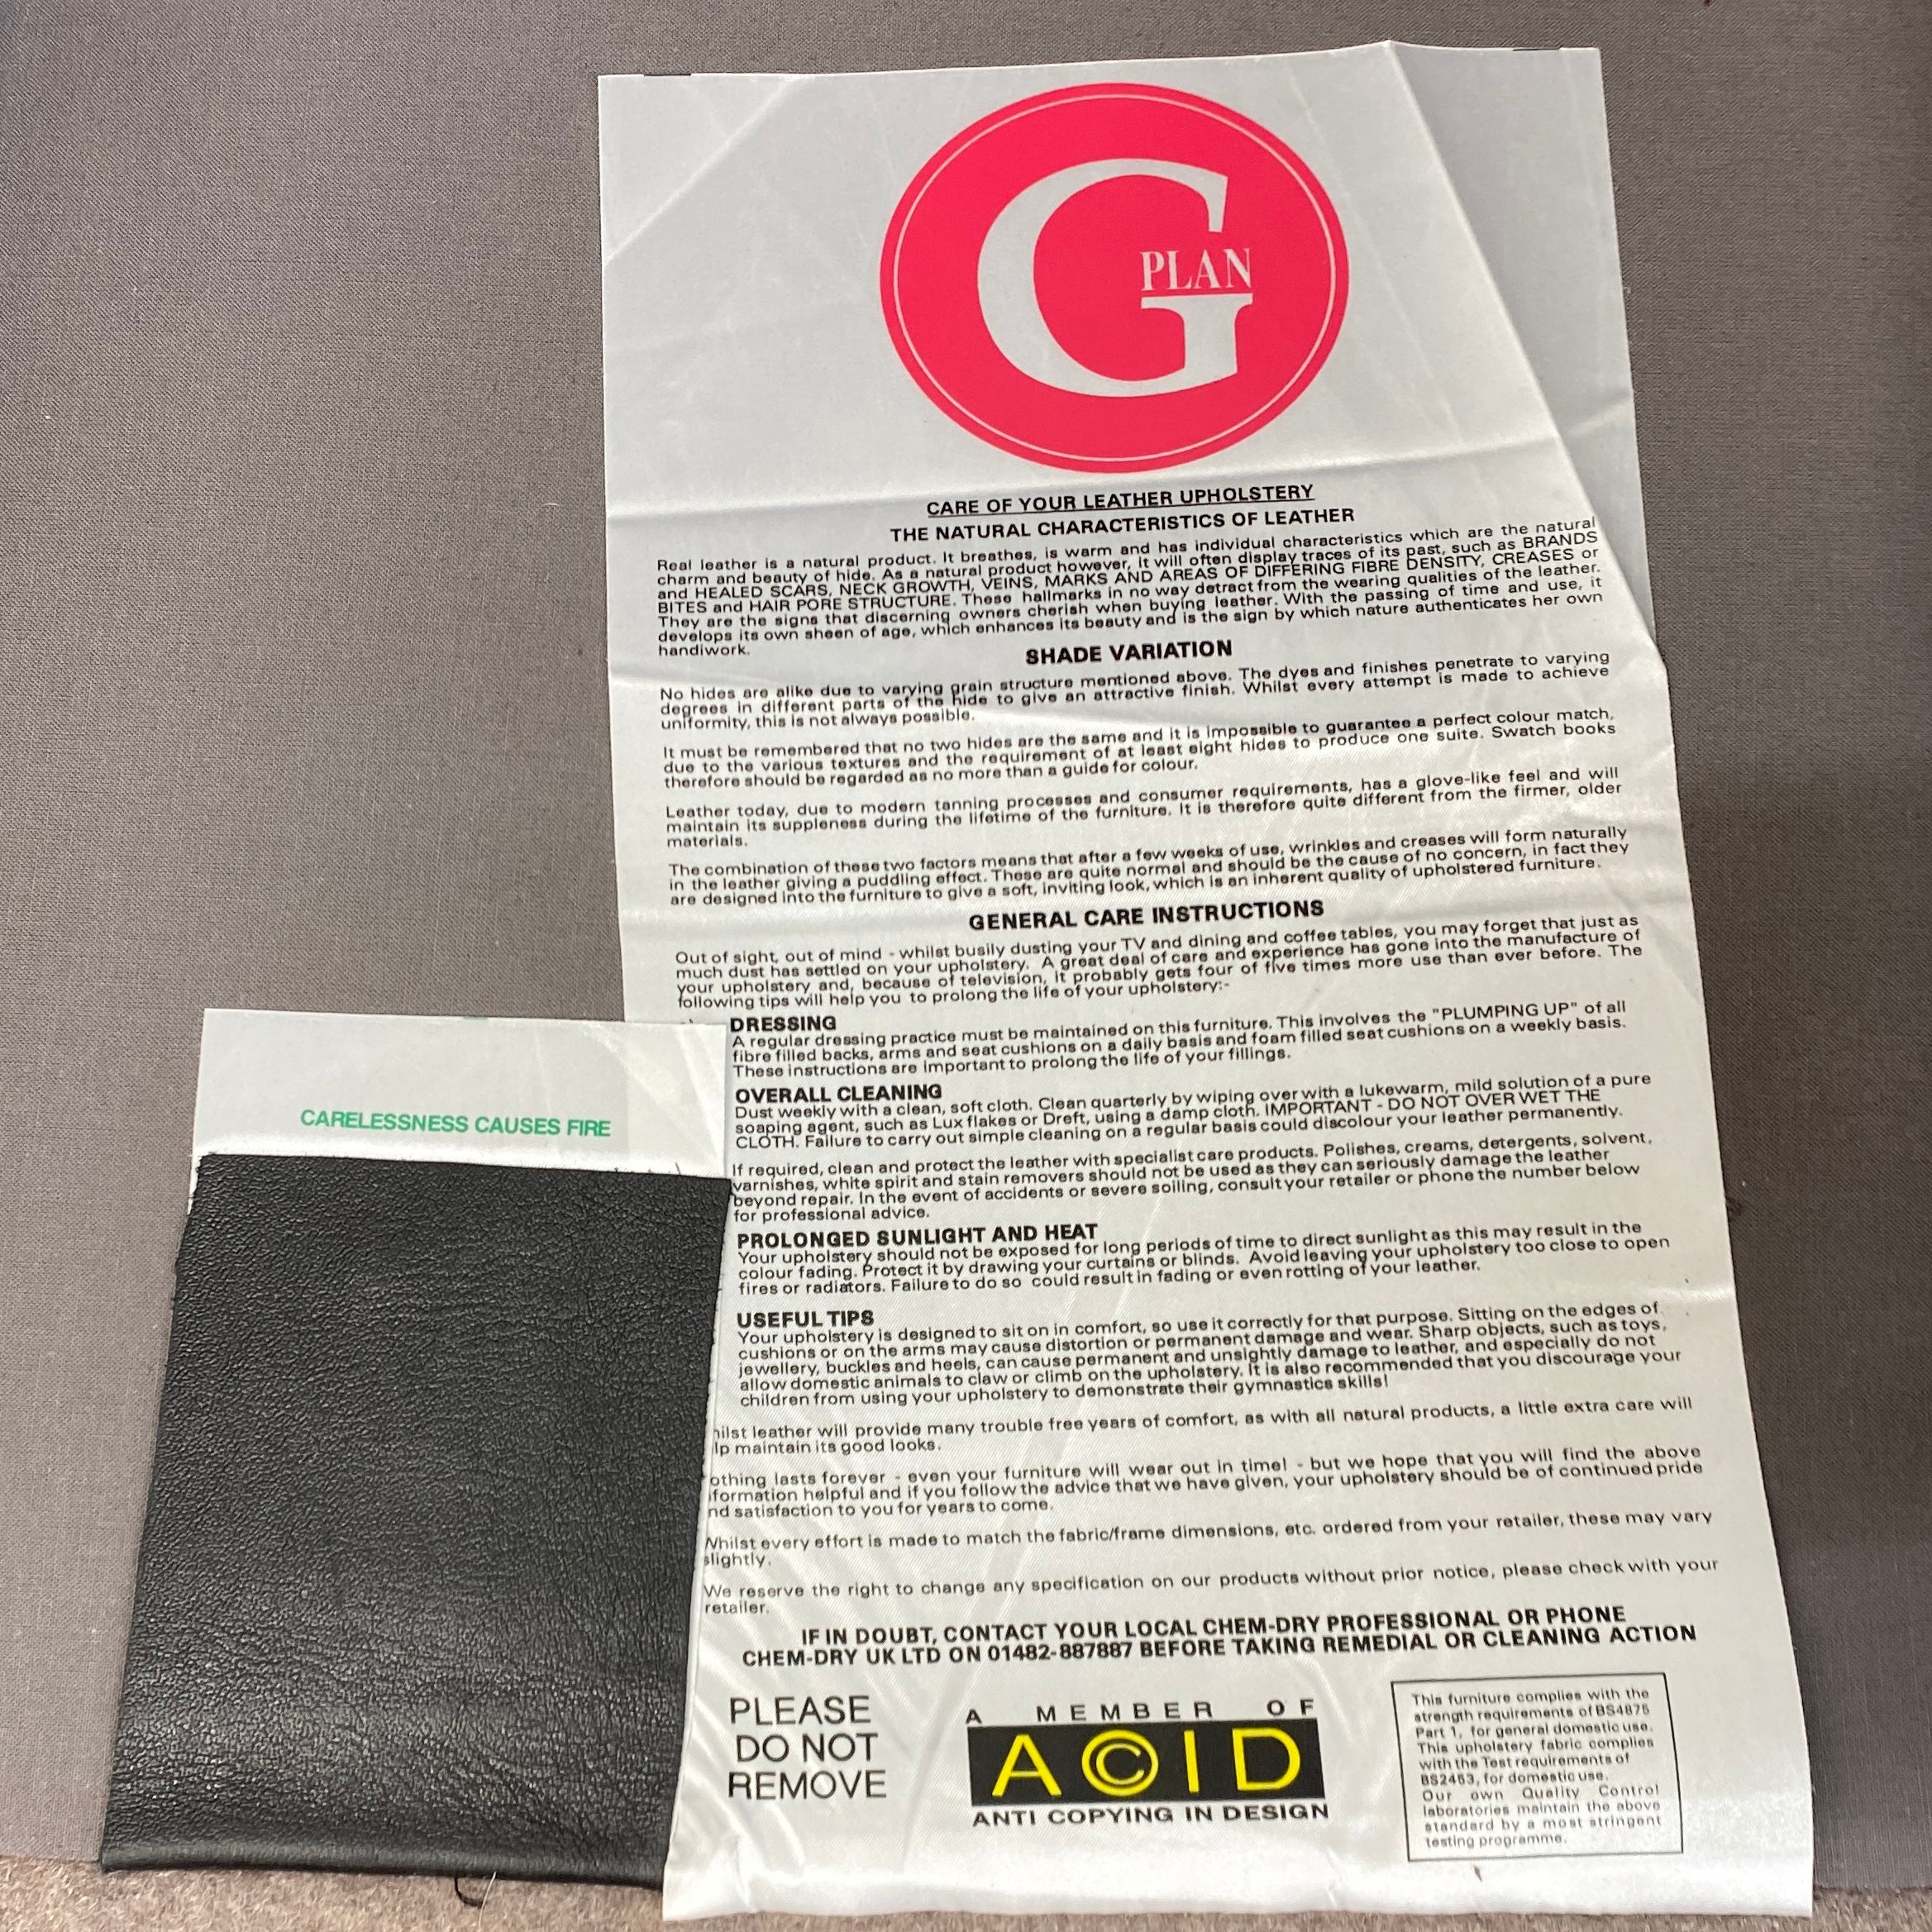 G
PLAN
CARE OF YOUR LEATHER UPHOLSTERY
THE NATURAL CHARACTERISTICS OF LEATHER
Real leather is a natural product. It breathes, is warm and has individual characteristics which are the natural
charm and beauty of hide. As a natural product however, it will often display traces of its past, such as BRANDS
and HEALED SCARS, NECK GROWTH, VEINS, MARKS AND AREAS OF DIFFERING FIBRE DENSITY, CREASES or
BITES and HAIR PORE STRUCTURE. These hallmarks in no way detract from the wearing qualities of the leather.
They are the signs that discerning owners cherish when buying leather. With the passing of time and use, it
develops its own sheen of age, which enhances its beauty and is the sign by which nature authenticates her own
handiwork.
SHADE VARIATION
No hides are alike due to varying grain structure mentioned above. The dyes and finishes penetrate to varying
degrees in different parts of the hide to give an attractive finish. Whilst every attempt is made to achieve
uniformity, this is not always possible.
It must be remembered that no two hides are the same and it is impossible to guarantee a perfect colour match,
due to the various textures and the requirement of at least eight hides to produce one suite. Swatch books
therefore should be regarded as no more than a guide for colour.
Leather today, due to modern tanning processes and consumer requirements, has a glove-like feel and will
maintain its suppleness during the lifetime of the furniture. It is therefore quite different from the firmer, older
materials.
The combination of these two factors means that after a few weeks of use, wrinkles and creases will form naturally
in the leather giving a puddling effect. These are quite normal and should be the cause of no concern, in fact they
are designed into the furniture to give a soft, inviting look, which is an inherent quality of upholstered furniture.
GENERAL CARE INSTRUCTIONS
Out of sight, out of mind - whilst busily dusting your TV and dining and coffee tables, you may forget that just as
much dust has settled on your upholstery. A great deal of care and experience has gone into the manufacture of
your upholstery and, because of television, it probably gets four of five times more use than ever before. The
following tips will help you to prolong the life of your upholstery:-
DRESSING
A regular dressing practice must be maintained on this furniture. This involves the "PLUMPING UP" of all
fibre filled backs, arms and seat cushions on a daily basis and foam filled seat cushions on a weekly basis.
These instructions are important to prolong the life of your fillings.
OVERALL CLEANING
Dust weekly with a clean, soft cloth. Clean quarterly by wiping over with a lukewarm, mild solution of a pure
soaping agent, such as Lux flakes or Dreft, using a damp cloth. IMPORTANT - DO NOT OVER WET THE
CLOTH. Failure to carry out simple cleaning on a regular basis could discolour your leather permanently.
If required, clean and protect the leather with specialist care products. Polishes, creams, detergents, solvent,
varnishes, white spirit and stain removers should not be used as they can seriously damage the leather
beyond repair. In the event of accidents or severe soiling, consult your retailer or phone the number below
for professional advice.
PROLONGED SUNLIGHT AND HEAT
Your upholstery should not be exposed for long periods of time to direct sunlight as this may result in the
colour fading. Protect it by drawing your curtains or blinds. Avoid leaving your upholstery too close to open
fires or radiators. Failure to do so could result in fading or even rotting of your leather.
USEFUL TIPS
Your upholstery is designed to sit on in comfort, so use it correctly for that purpose. Sitting on the edges of
cushions or on the arms may cause distortion or permanent damage and wear. Sharp objects, such as toys,
jewellery, buckles and heels, can cause permanent and unsightly damage to leather, and especially do not
allow domestic animals to claw or climb on the upholstery. It is also recommended that you discourage your
children from using your upholstery to demonstrate their gymnastics skills!
hilst leather will provide many trouble free years of comfort, as with all natural products, a little extra care will
lp maintain its good looks.
othing lasts forever - even your furniture will wear out in time! - but we hope that you will find the above
formation helpful and if you follow the advice that we have given, your upholstery should be of continued pride
nd satisfaction to you for years to come.
Whilst every effort is made to match the fabric/frame dimensions, etc. ordered from your retailer, these may vary
slightly.
We reserve the right to change any specification on our products without prior notice, please check with your
retailer.
IF IN DOUBT, CONTACT YOUR LOCAL CHEM-DRY PROFESSIONAL OR PHONE
CHEM-DRY UK LTD ON 01482-887887 BEFORE TAKING REMEDIAL OR CLEANING ACTION
PLEASE
DO NOT
REMOVE
A MEMBER OF
A©ID
ANTI COPYING IN DESIGN
This furniture complies with the
strength requirements of BS4875
Part 1, for general domestic use.
This upholstery fabric complies
with the Test requirements of
BS2453, for domestic use.
Our own Quality Control
laboratories maintain the above
standard by a most stringent
testing programme.
CARELESSNESS CAUSES FIRE